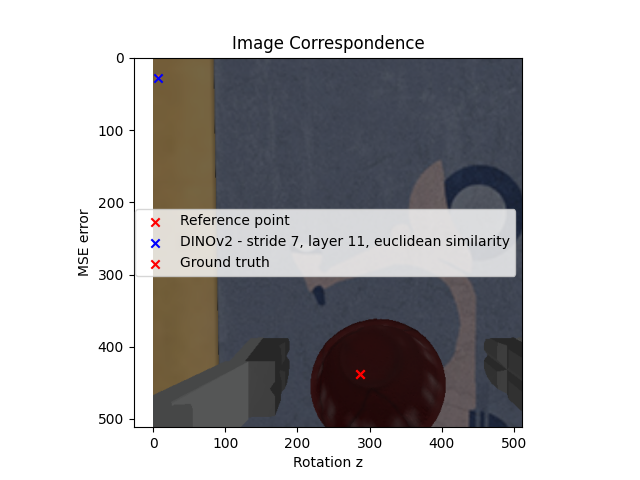 Image Correspondence
0
100
200
300
400
500
MSE error
Reference point
DINOv2 - stride 7, layer 11, euclidean similarity
Ground truth
0 100 200 300 400 500
Rotation z